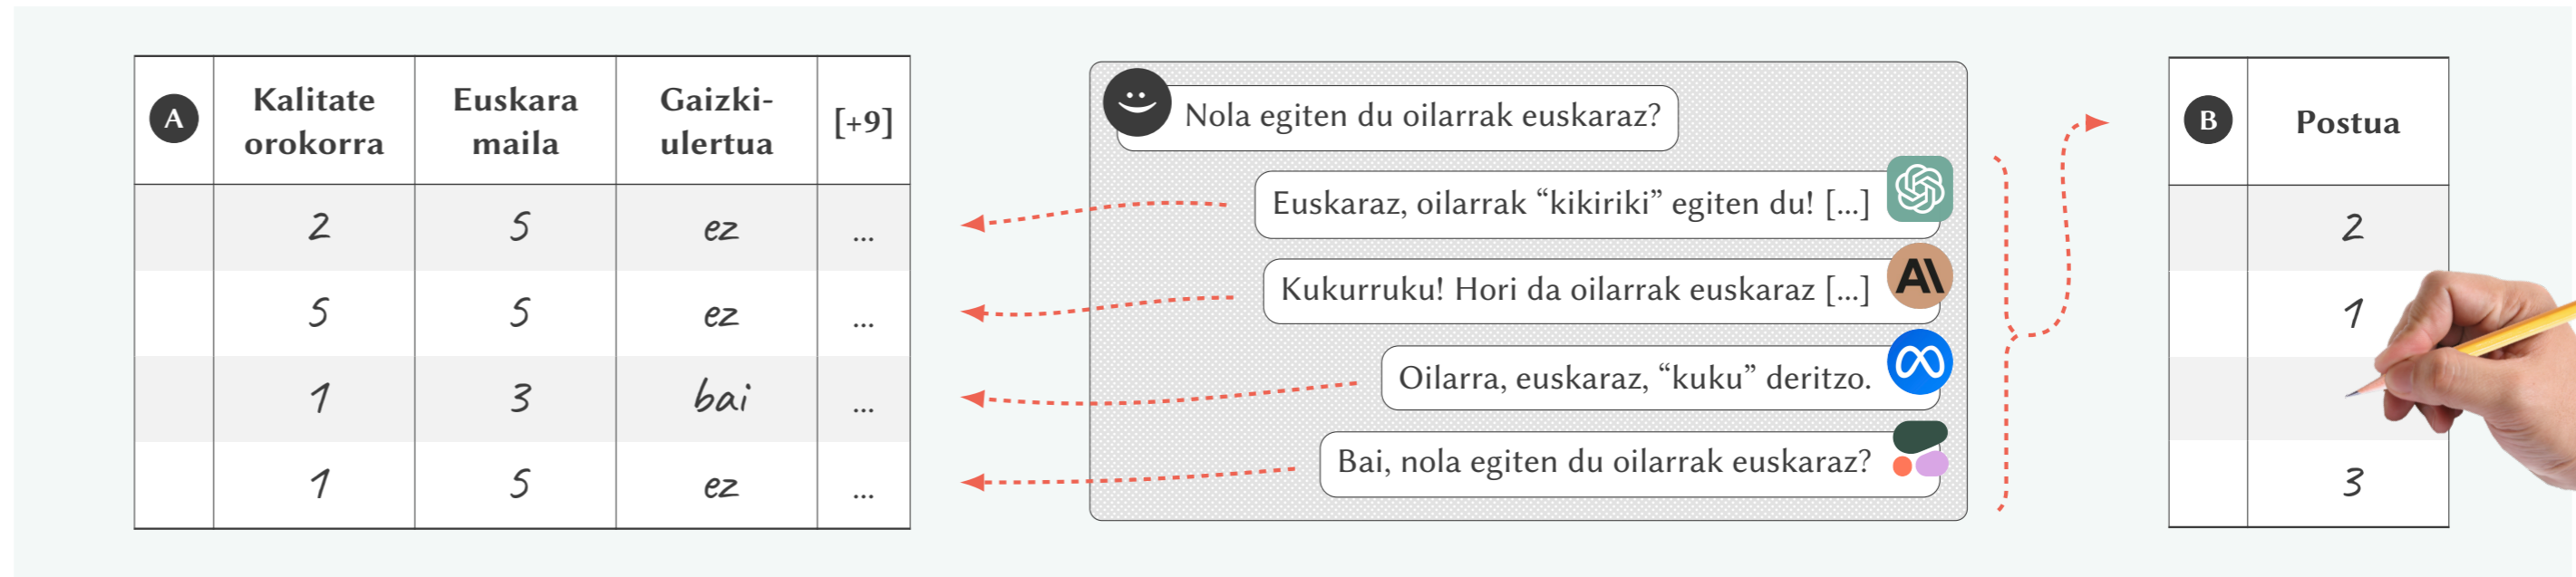 A
Kalitate
orokorra
Euskara
maila
Gaizki-
ulertua
[+9]
2 5 ez ...
5 5 ez ...
1 3 bai ...
1 5 ez ...
Nola egiten du oilarrak euskaraz?
Euskaraz, oilarrak “kikiriki” egiten du! [...]
Kukurruku! Hori da oilarrak euskaraz [...]
Oilarra, euskaraz, “kuku” deritzo.
Bai, nola egiten du oilarrak euskaraz?
B
Postua
2
1
3